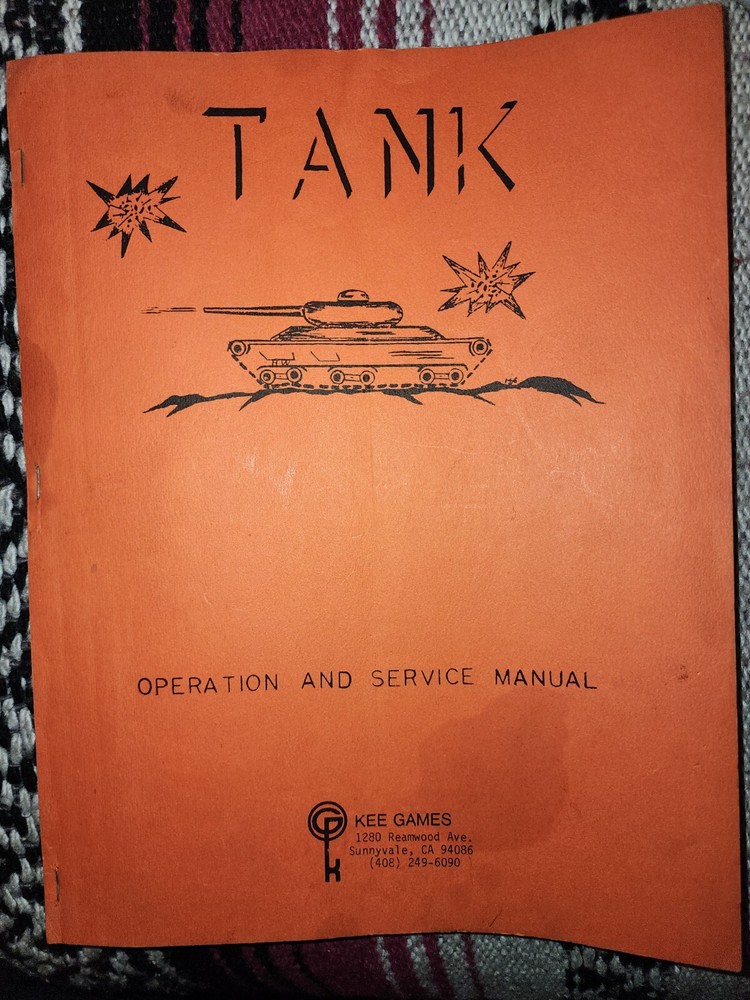 TANK
OPERATION AND SERVICE MANUAL
KEE GAMES
1280 Reamwood Ave.
Sunnyvale, CA 94086
(408) 249-6090